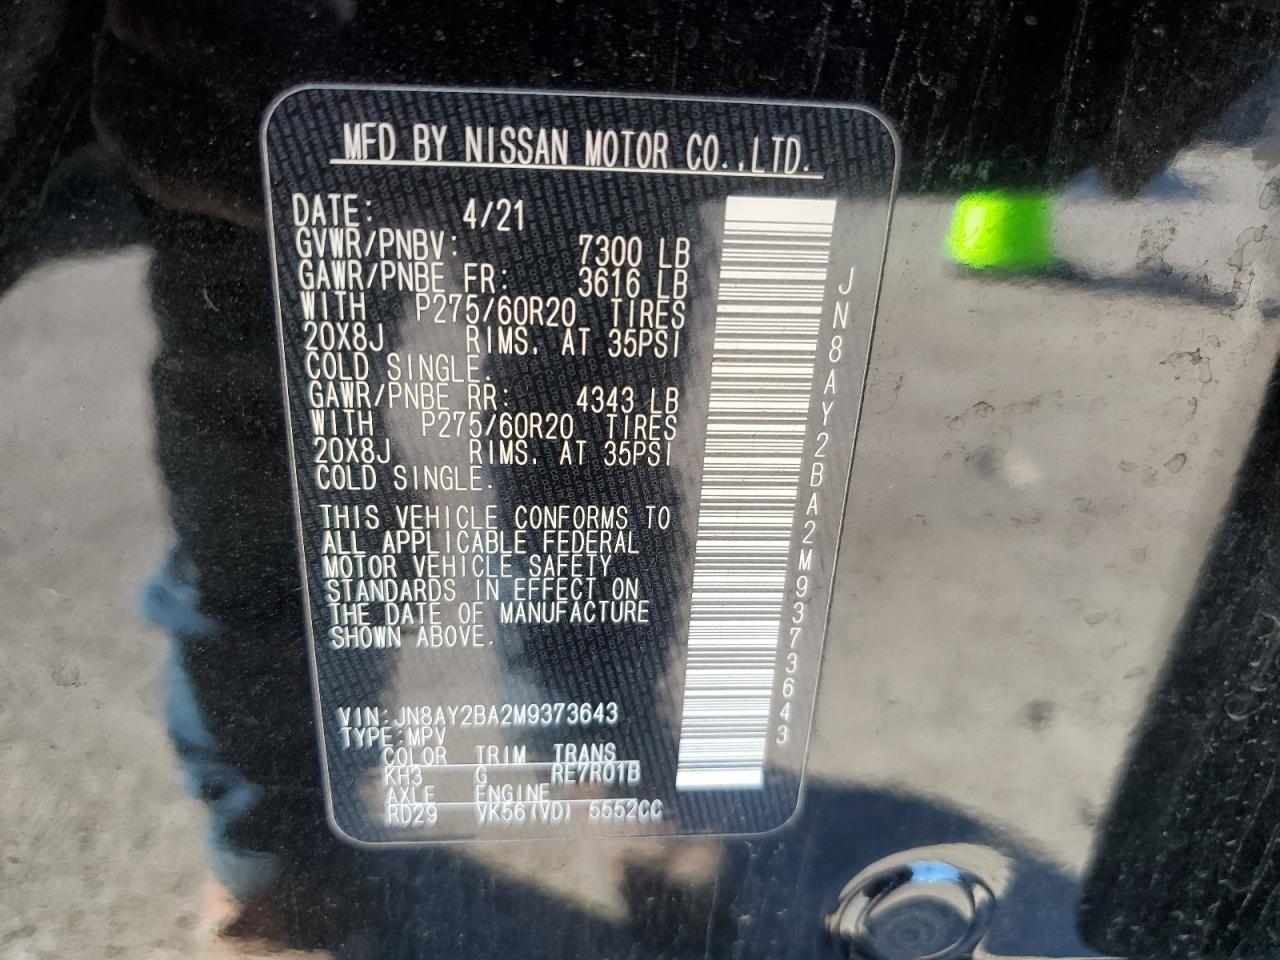 MFD BY NISSAN MOTOR CO.,LTD.
DATE: 4/21
GVWR/PNBV: 7300 LB
GAWR/PNBE FR: 3616 LB
WITH P275/60R20 TIRES
20X8J RIMS. AT 35PSI
COLD SINGLE.
GAWR/PNBE RR: 4343 LB
WITH P275/60R20 TIRES
20X8J RIMS. AT 35PSI
COLD SINGLE.
THIS VEHICLE CONFORMS TO
ALL APPLICABLE FEDERAL
MOTOR VEHICLE SAFETY
STANDARDS IN EFFECT ON
THE DATE OF MANUFACTURE
SHOWN ABOVE.
VIN:JN8AY2BA2M9373643
TYPE:MPV
COLOR TRIM TRANS
KH3 G RE7R01B
AXLE ENGINE
RD29 VK56(VD) 5552CC
JN8AY2BA2M9373643